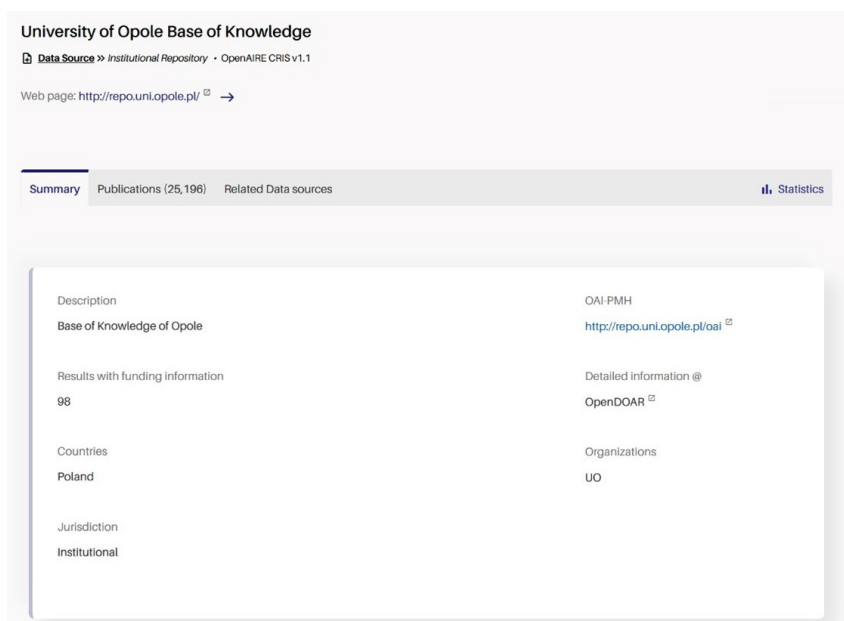 University of Opole Base of Knowledge
Data Source >> Institutional Repository • OpenAIRE CRIS v1.1
Web page: http://repo.uni.opole.pl/ →
Summary Publications (25,196) Related Data sources Statistics
Description OAI-PMH
Base of Knowledge of Opole http://repo.uni.opole.pl/oai
Results with funding information Detailed information @
98 OpenDOAR
Countries Organizations
Poland UO
Jurisdiction
Institutional